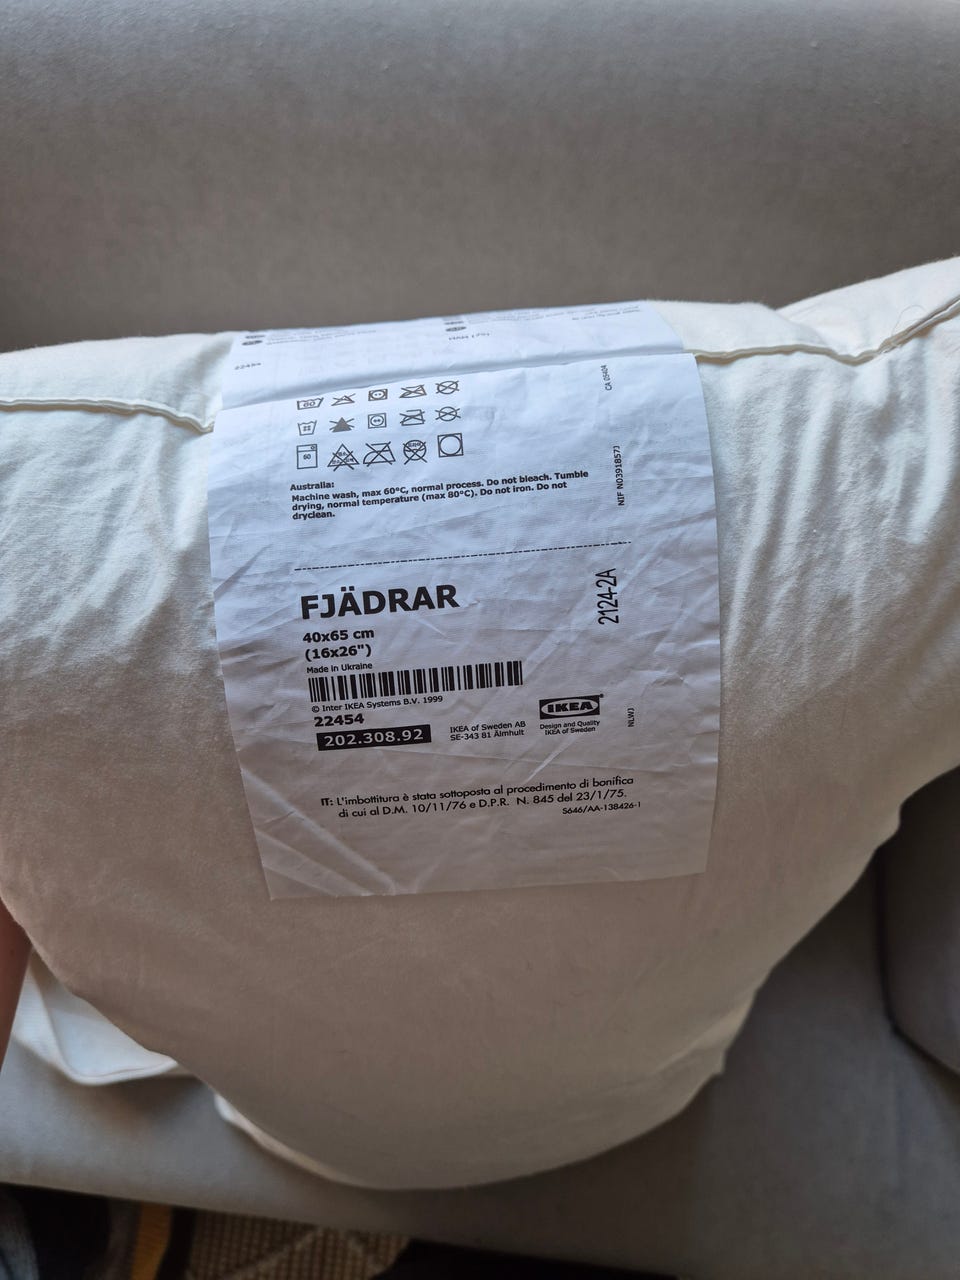 22454
CA 05404
60
Australia:
Machine wash, max 60°C, normal process. Do not bleach. Tumble
drying, normal temperature (max 80°C). Do not iron. Do not
dryclean.
NIF N0391857J
FJÄDRAR
2124-2A
40x65 cm
(16x26")
Made in Ukraine
© Inter IKEA Systems B.V. 1999
22454
202.308.92
IKEA of Sweden AB
SE-343 81 Älmhult
IKEA®
Design and Quality
IKEA of Sweden
NLWJ
IT: L'imbottitura è stata sottoposta al procedimento di bonifica
di cui al D.M. 10/11/76 e D.P.R. N. 845 del 23/1/75.
S646/AA-138426-1